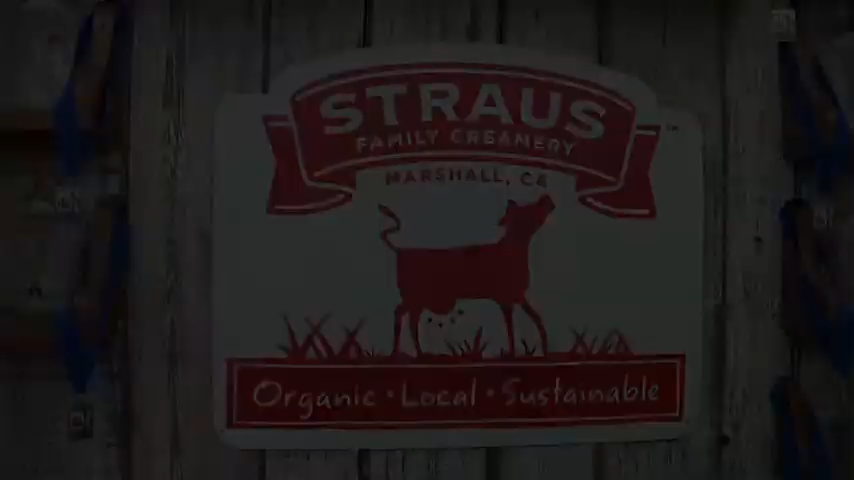 STRAUS
FAMILY CREAMERY
MARSHALL, CA
Organic · Local · Sustainable